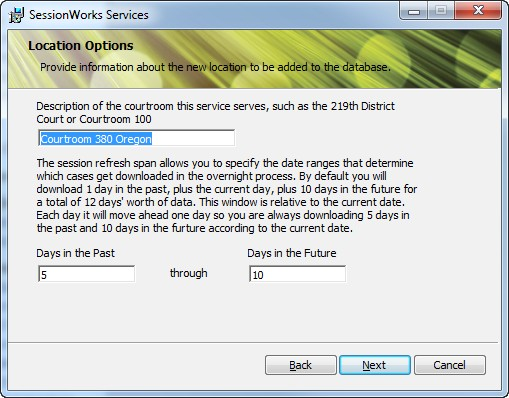 SessionWorks Services
Location Options
Provide information about the new location to be added to the database.
Description of the courtroom this service serves, such as the 219th District
Court or Courtroom 100
Courtroom 380 Oregon
The session refresh span allows you to specify the date ranges that determine
which cases get downloaded in the overnight process. By default you will
download 1 day in the past, plus the current day, plus 10 days in the future for
a total of 12 days' worth of data. This window is relative to the current date.
Each day it will move ahead one day so you are always downloading 5 days in
the past and 10 days in the furture according to the current date.
Days in the Past Days in the Future
5 through 10
Back Next Cancel